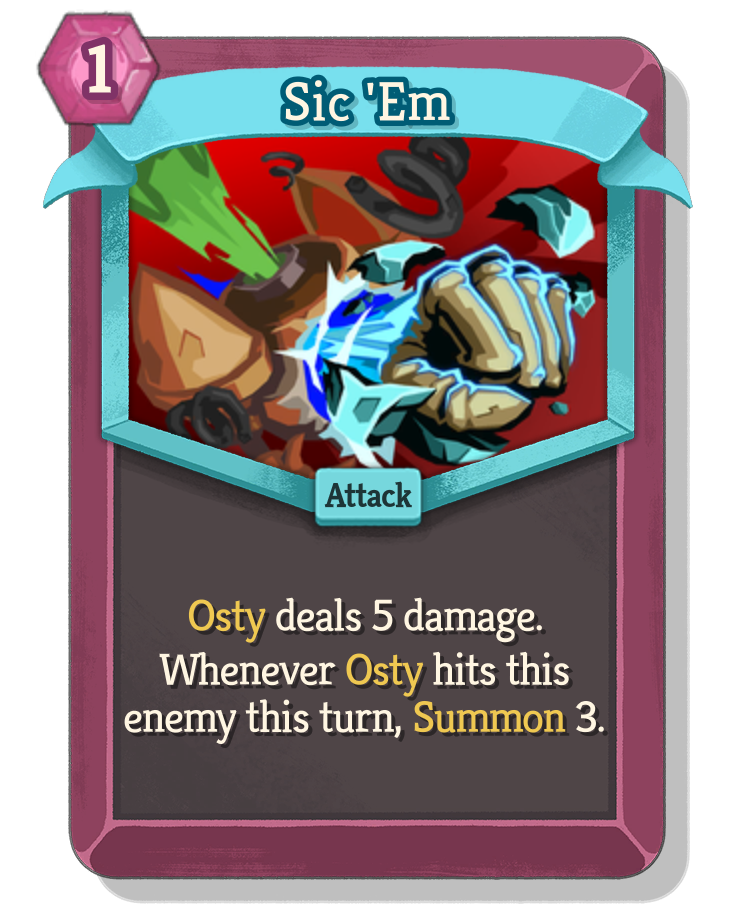 1
Sic 'Em
Attack
Osty deals 5 damage.
Whenever Osty hits this
enemy this turn, Summon 3.